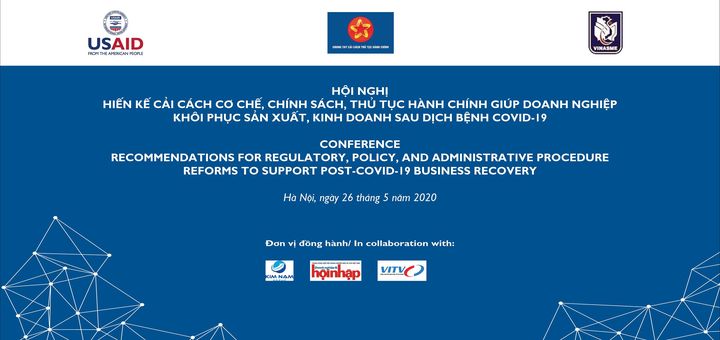 USAID
FROM THE AMERICAN PEOPLE
VINASME
HỘI NGHỊ
HIẾN KẾ CẢI CÁCH CƠ CHẾ, CHÍNH SÁCH, THỦ TỤC HÀNH CHÍNH GIÚP DOANH NGHIỆP
KHÔI PHỤC SẢN XUẤT, KINH DOANH SAU DỊCH BỆNH COVID-19
CONFERENCE
RECOMMENDATIONS FOR REGULATORY, POLICY, AND ADMINISTRATIVE PROCEDURE
REFORMS TO SUPPORT POST-COVID-19 BUSINESS RECOVERY
Hà Nội, ngày 26 tháng 5 năm 2020
Đơn vị đồng hành/ In collaboration with:
KIM NAM
hộinhập
VITV